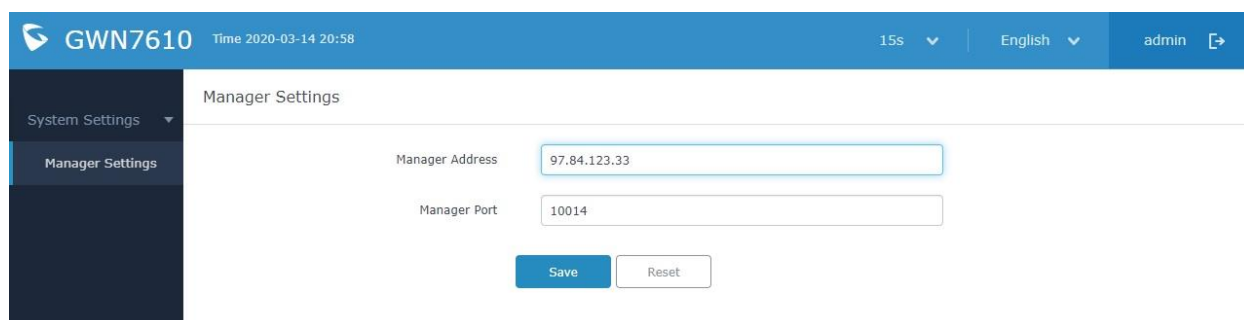 GWN7610 Time 2020-03-14 20:58 15s English admin
Manager Settings
System Settings
Manager Settings
Manager Address 97.84.123.33
Manager Port 10014
Save Reset